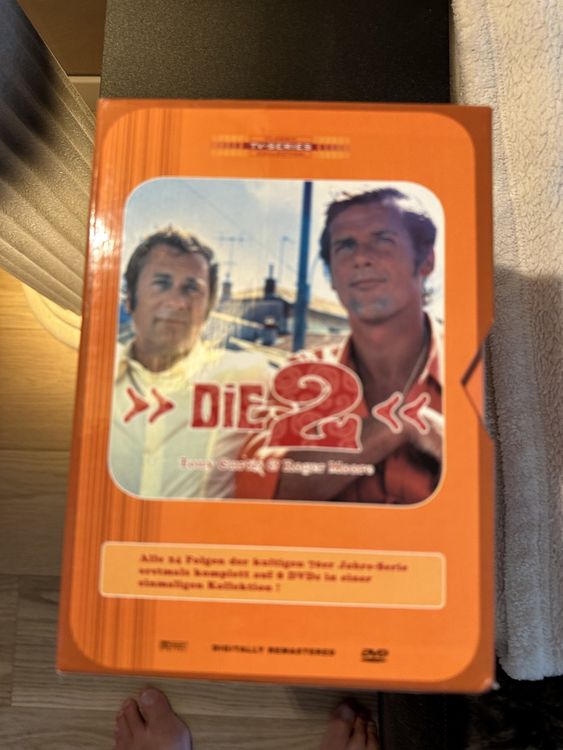 TV-SERIES
>> DiE 2 <<
Tony Curtis & Roger Moore
Alle 24 Folgen der kultigen 70er Jahre-Serie
erstmals komplett auf 9 DVDs in einer
einmaligen Kollektion !
DIGITALLY REMASTERED
DVD